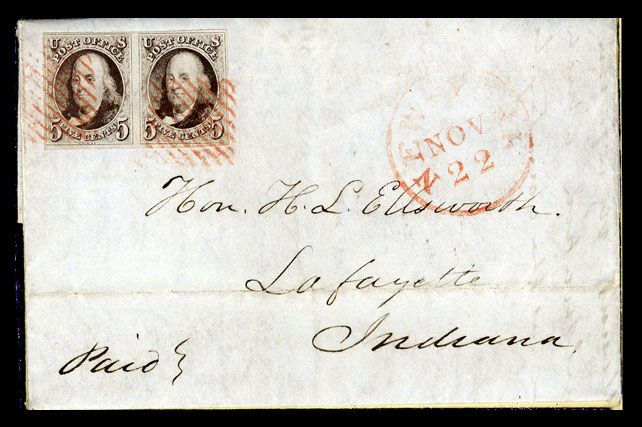 U S U S
POST OFFICE POST OFFICE
5 FIVE CENTS 5 5 FIVE CENTS 5
NOV
22
Hon. H. L. Ellsworth.
Lafayette
Indiana.
Paid